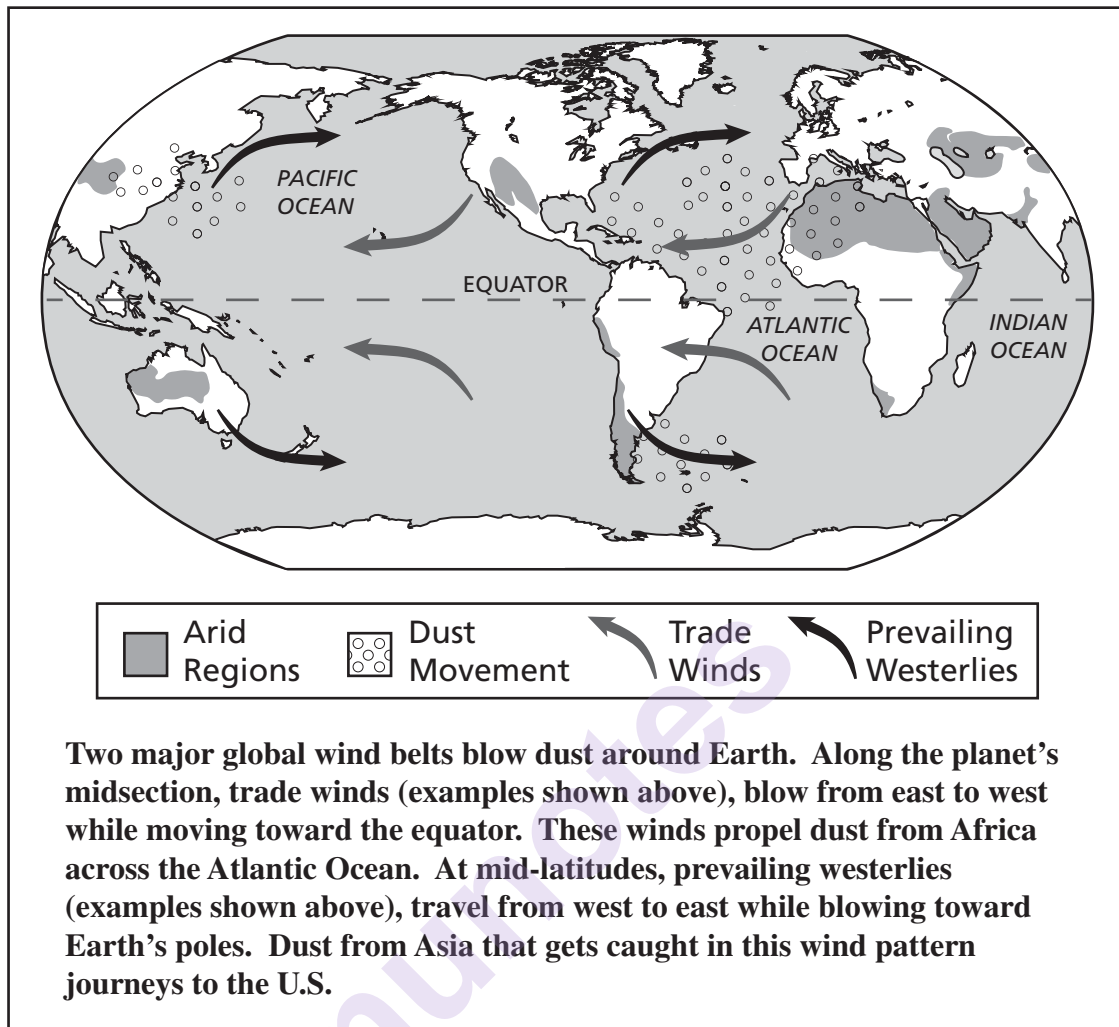 PACIFIC
OCEAN
EQUATOR
ATLANTIC
OCEAN
INDIAN
OCEAN
Arid
Regions
Dust
Movement
Trade
Winds
Prevailing
Westerlies
Two major global wind belts blow dust around Earth. Along the planet’s
midsection, trade winds (examples shown above), blow from east to west
while moving toward the equator. These winds propel dust from Africa
across the Atlantic Ocean. At mid-latitudes, prevailing westerlies
(examples shown above), travel from west to east while blowing toward
Earth’s poles. Dust from Asia that gets caught in this wind pattern
journeys to the U.S.
unotes